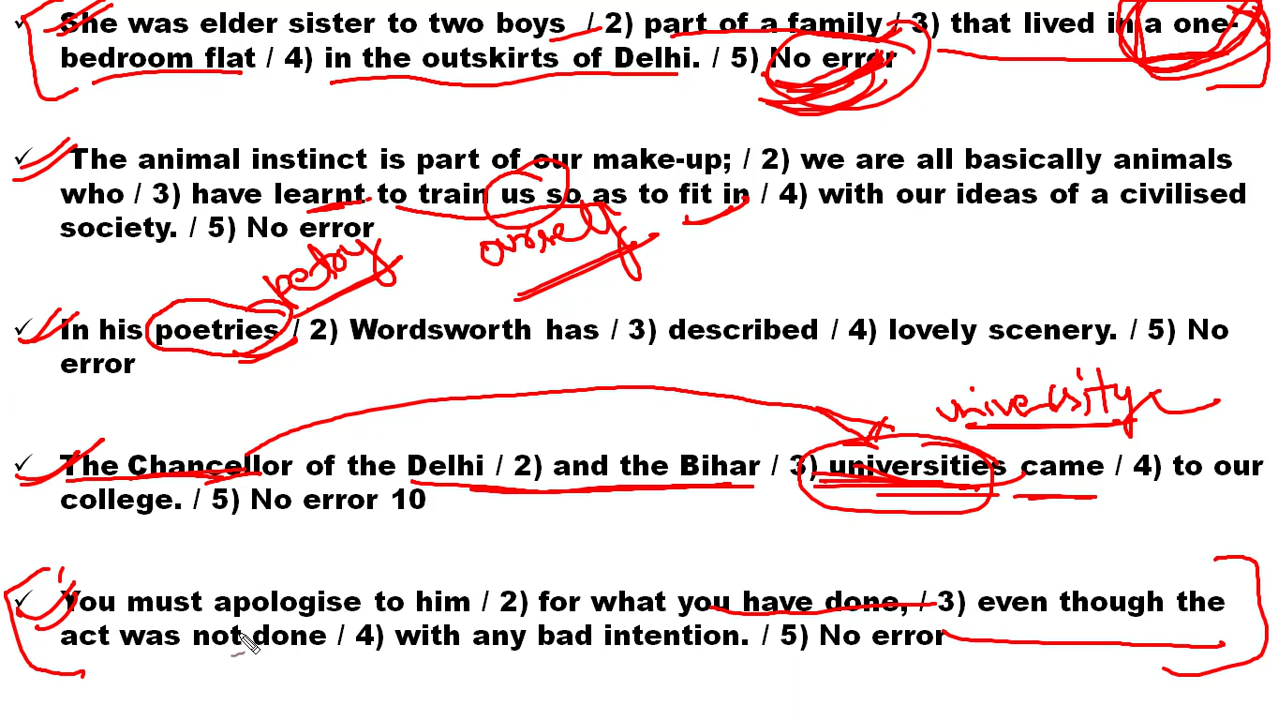 She was elder sister to two boys / 2) part of a family / 3) that lived in a one-
bedroom flat / 4) in the outskirts of Delhi. / 5) No error
The animal instinct is part of our make-up; / 2) we are all basically animals
who / 3) have learnt to train us so as to fit in / 4) with our ideas of a civilised
society. / 5) No error
ourself
poetry
In his poetries / 2) Wordsworth has / 3) described / 4) lovely scenery. / 5) No
error
university
The Chancellor of the Delhi / 2) and the Bihar / 3) universities came / 4) to our
college. / 5) No error 10
You must apologise to him / 2) for what you have done, / 3) even though the
act was not done / 4) with any bad intention. / 5) No error